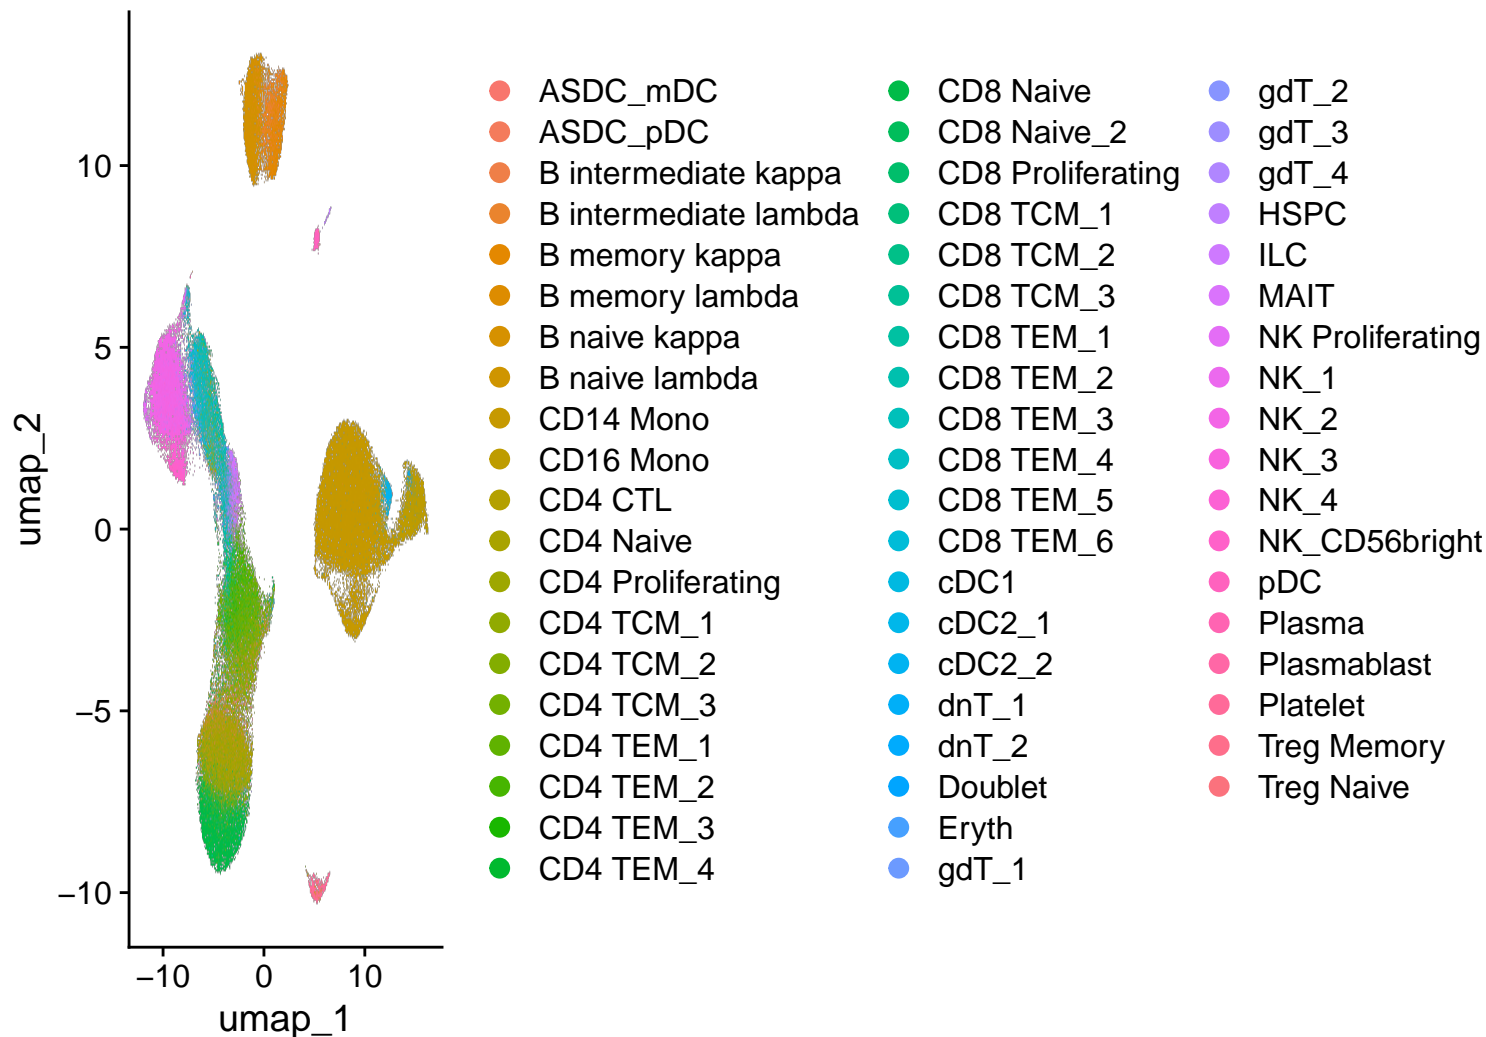 10
5
0
−5
−10
umap_2
−10
0
10
umap_1
ASDC_mDC
ASDC_pDC
B intermediate kappa
B intermediate lambda
B memory kappa
B memory lambda
B naive kappa
B naive lambda
CD14 Mono
CD16 Mono
CD4 CTL
CD4 Naive
CD4 Proliferating
CD4 TCM_1
CD4 TCM_2
CD4 TCM_3
CD4 TEM_1
CD4 TEM_2
CD4 TEM_3
CD4 TEM_4
CD8 Naive
CD8 Naive_2
CD8 Proliferating
CD8 TCM_1
CD8 TCM_2
CD8 TCM_3
CD8 TEM_1
CD8 TEM_2
CD8 TEM_3
CD8 TEM_4
CD8 TEM_5
CD8 TEM_6
cDC1
cDC2_1
cDC2_2
dnT_1
dnT_2
Doublet
Eryth
gdT_1
gdT_2
gdT_3
gdT_4
HSPC
ILC
MAIT
NK Proliferating
NK_1
NK_2
NK_3
NK_4
NK_CD56bright
pDC
Plasma
Plasmablast
Platelet
Treg Memory
Treg Naive